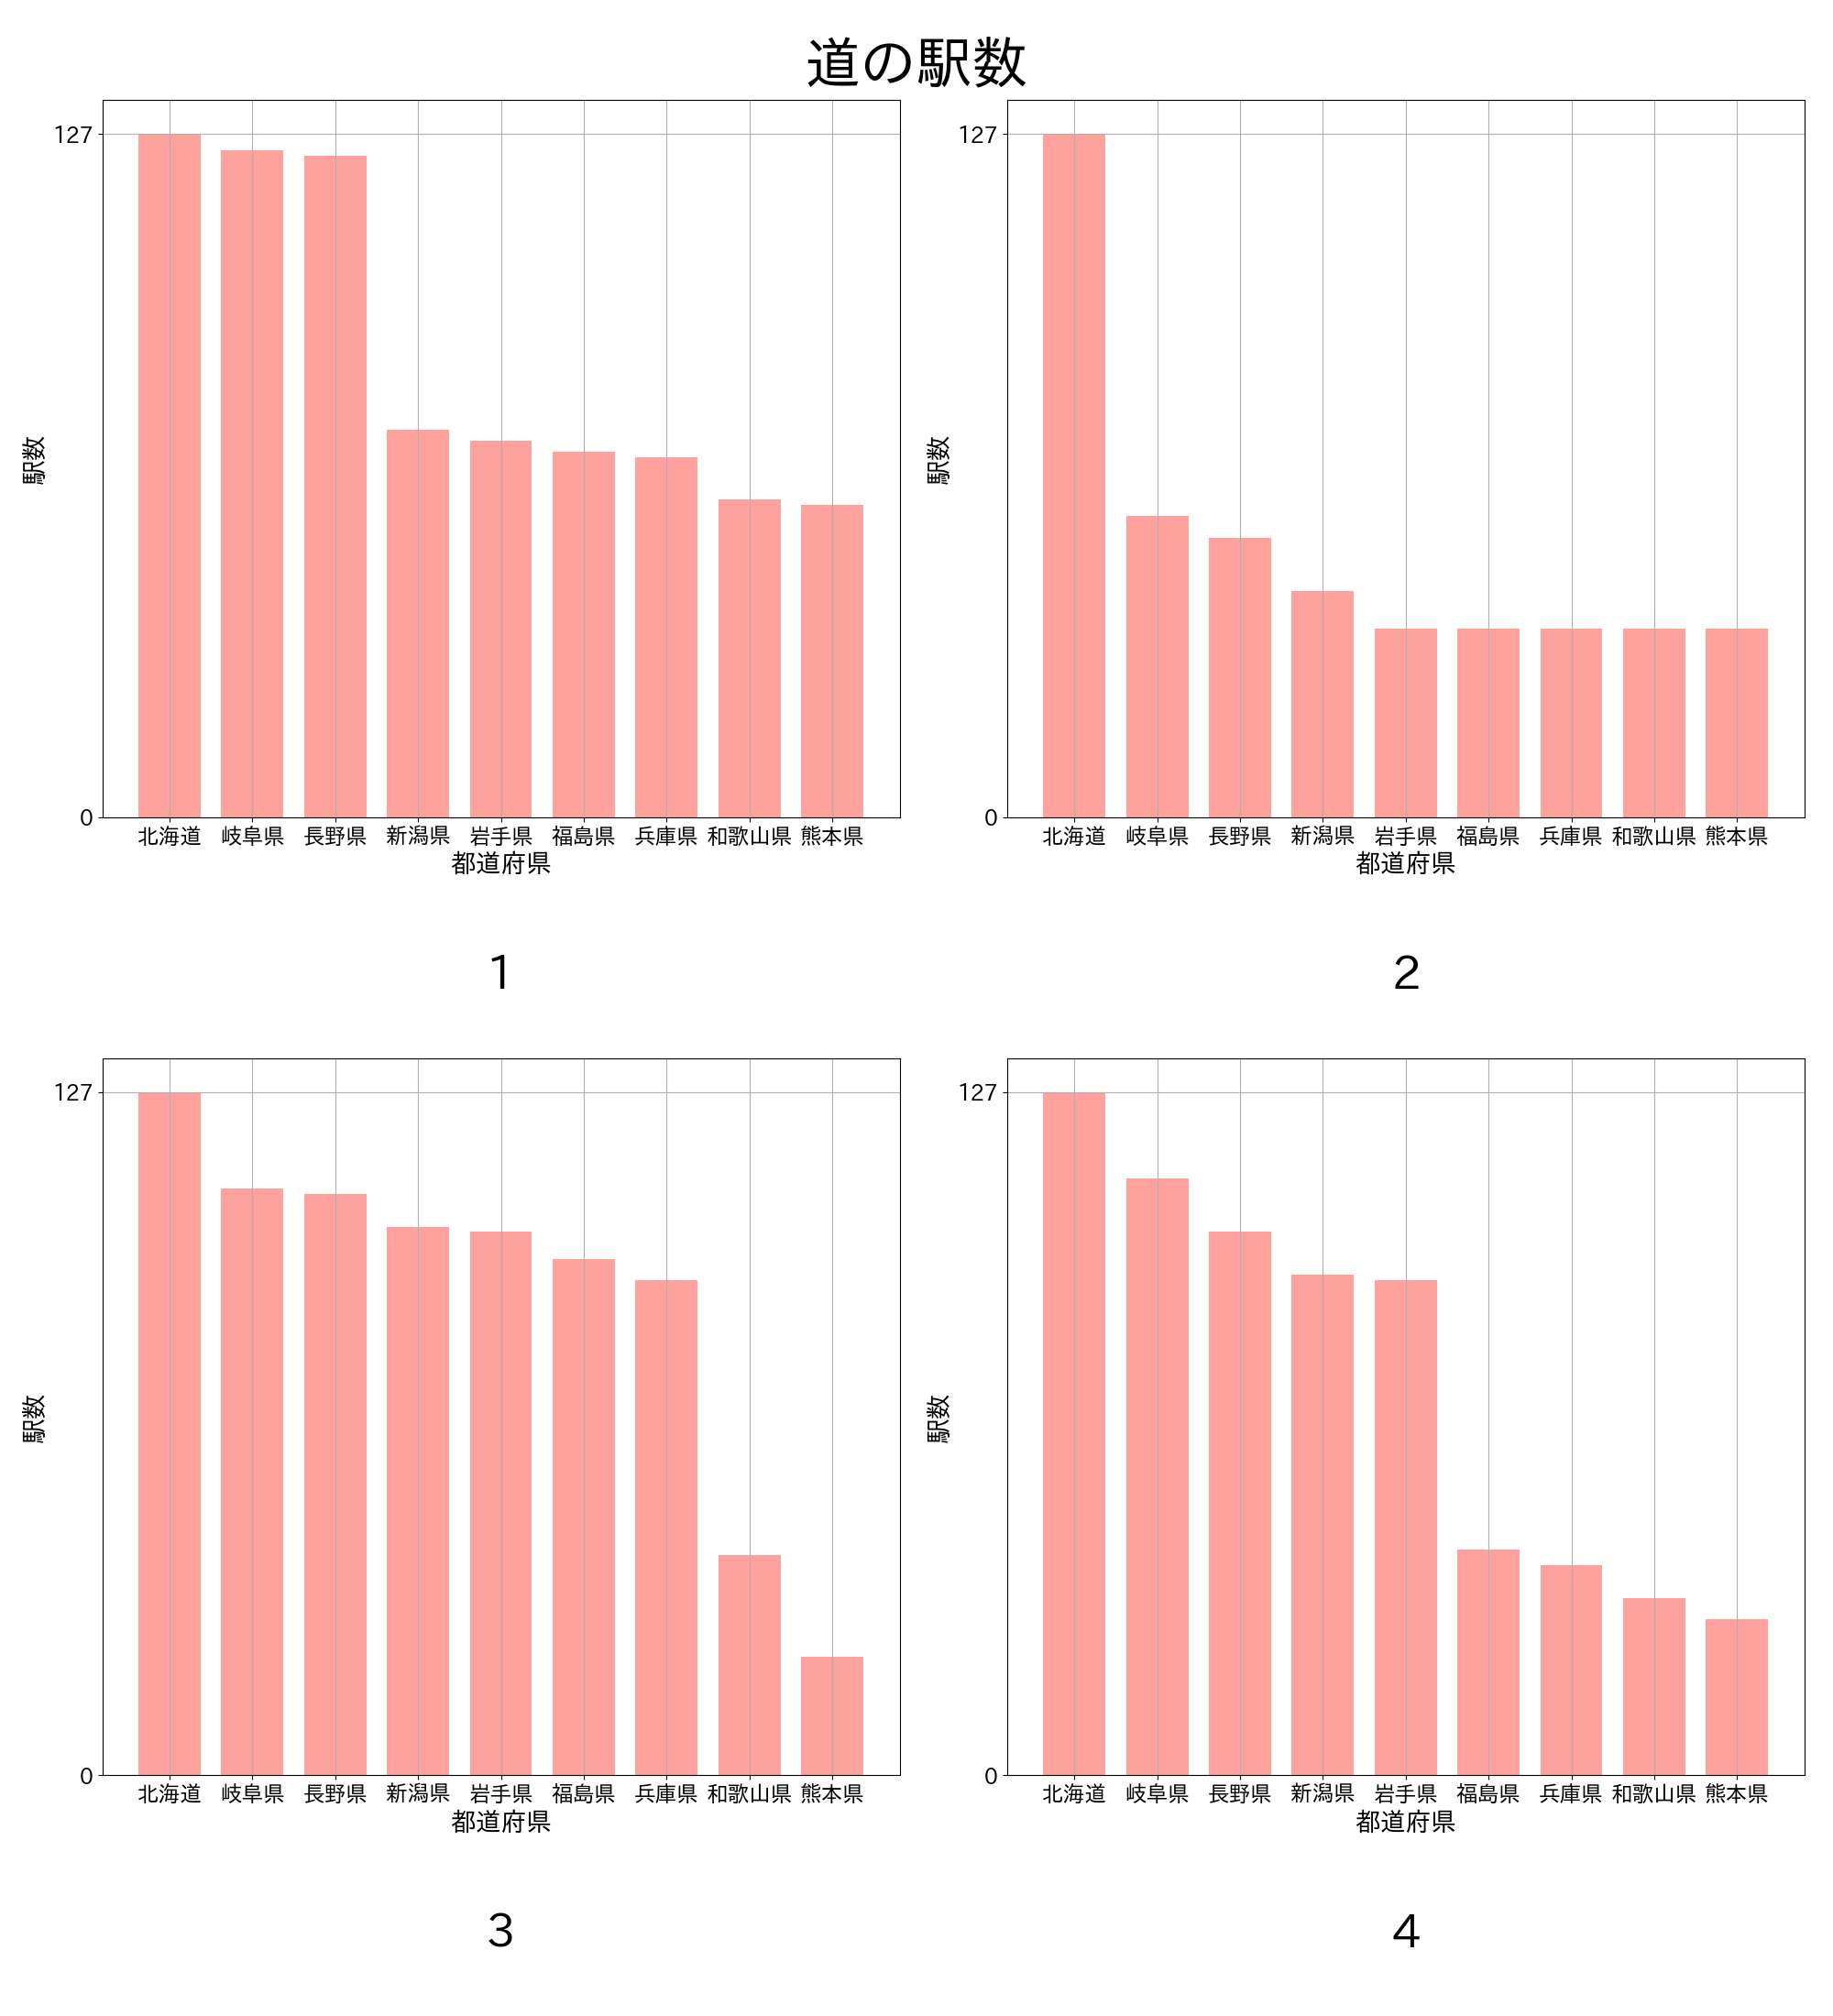 道の駅数
127
0
駅数
北海道 岐阜県 長野県 新潟県 岩手県 福島県 兵庫県 和歌山県 熊本県
都道府県
1
127
0
駅数
北海道 岐阜県 長野県 新潟県 岩手県 福島県 兵庫県 和歌山県 熊本県
都道府県
2
127
0
駅数
北海道 岐阜県 長野県 新潟県 岩手県 福島県 兵庫県 和歌山県 熊本県
都道府県
3
127
0
駅数
北海道 岐阜県 長野県 新潟県 岩手県 福島県 兵庫県 和歌山県 熊本県
都道府県
4